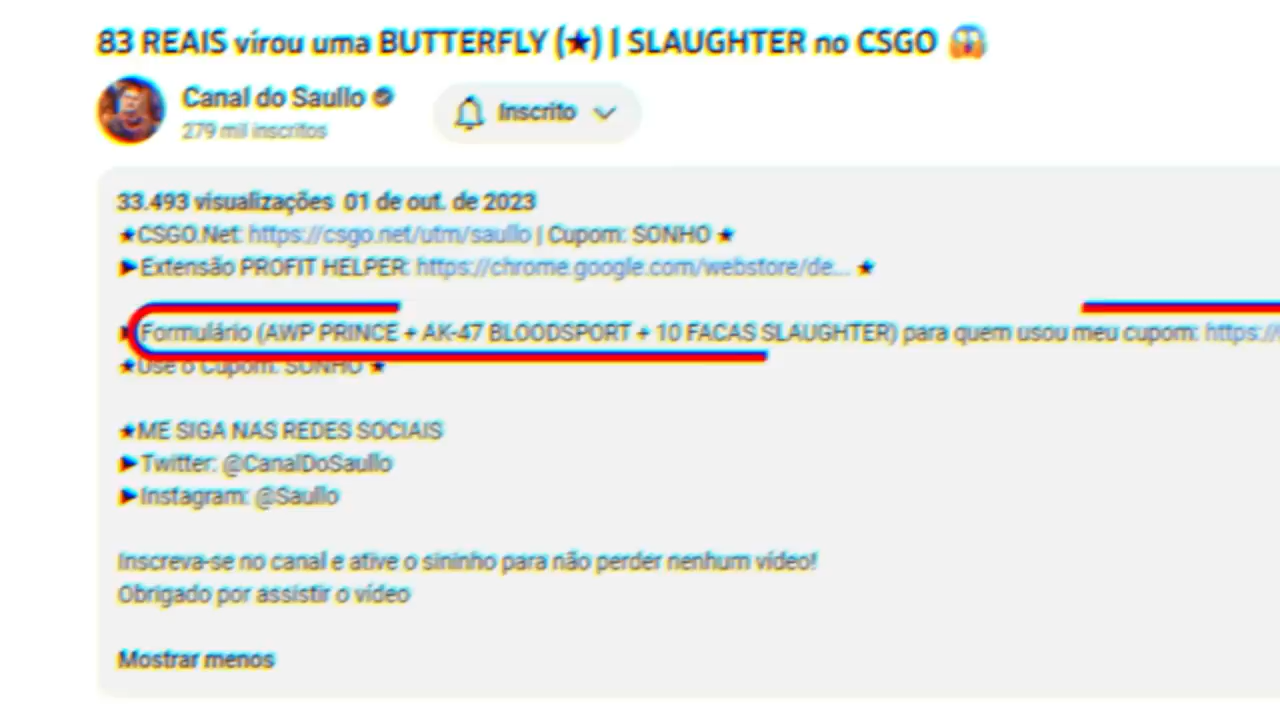 83 REAIS virou uma BUTTERFLY (★) | SLAUGHTER no CSGO 😱
Canal do Saullo
279 mil inscritos
Inscrito
33.493 visualizações 01 de out. de 2023
★CSGO.Net: https://csgo.net/utm/saullo | Cupom: SONHO ★
►Extensão PROFIT HELPER: https://chrome.google.com/webstore/de... ★
►Formulário (AWP PRINCE + AK-47 BLOODSPORT + 10 FACAS SLAUGHTER) para quem usou meu cupom: https://
★Use o Cupom: SONHO ★
★ME SIGA NAS REDES SOCIAIS
►Twitter: @CanalDoSaullo
►Instagram: @Saullo
Inscreva-se no canal e ative o sininho para não perder nenhum vídeo!
Obrigado por assistir o vídeo
Mostrar menos